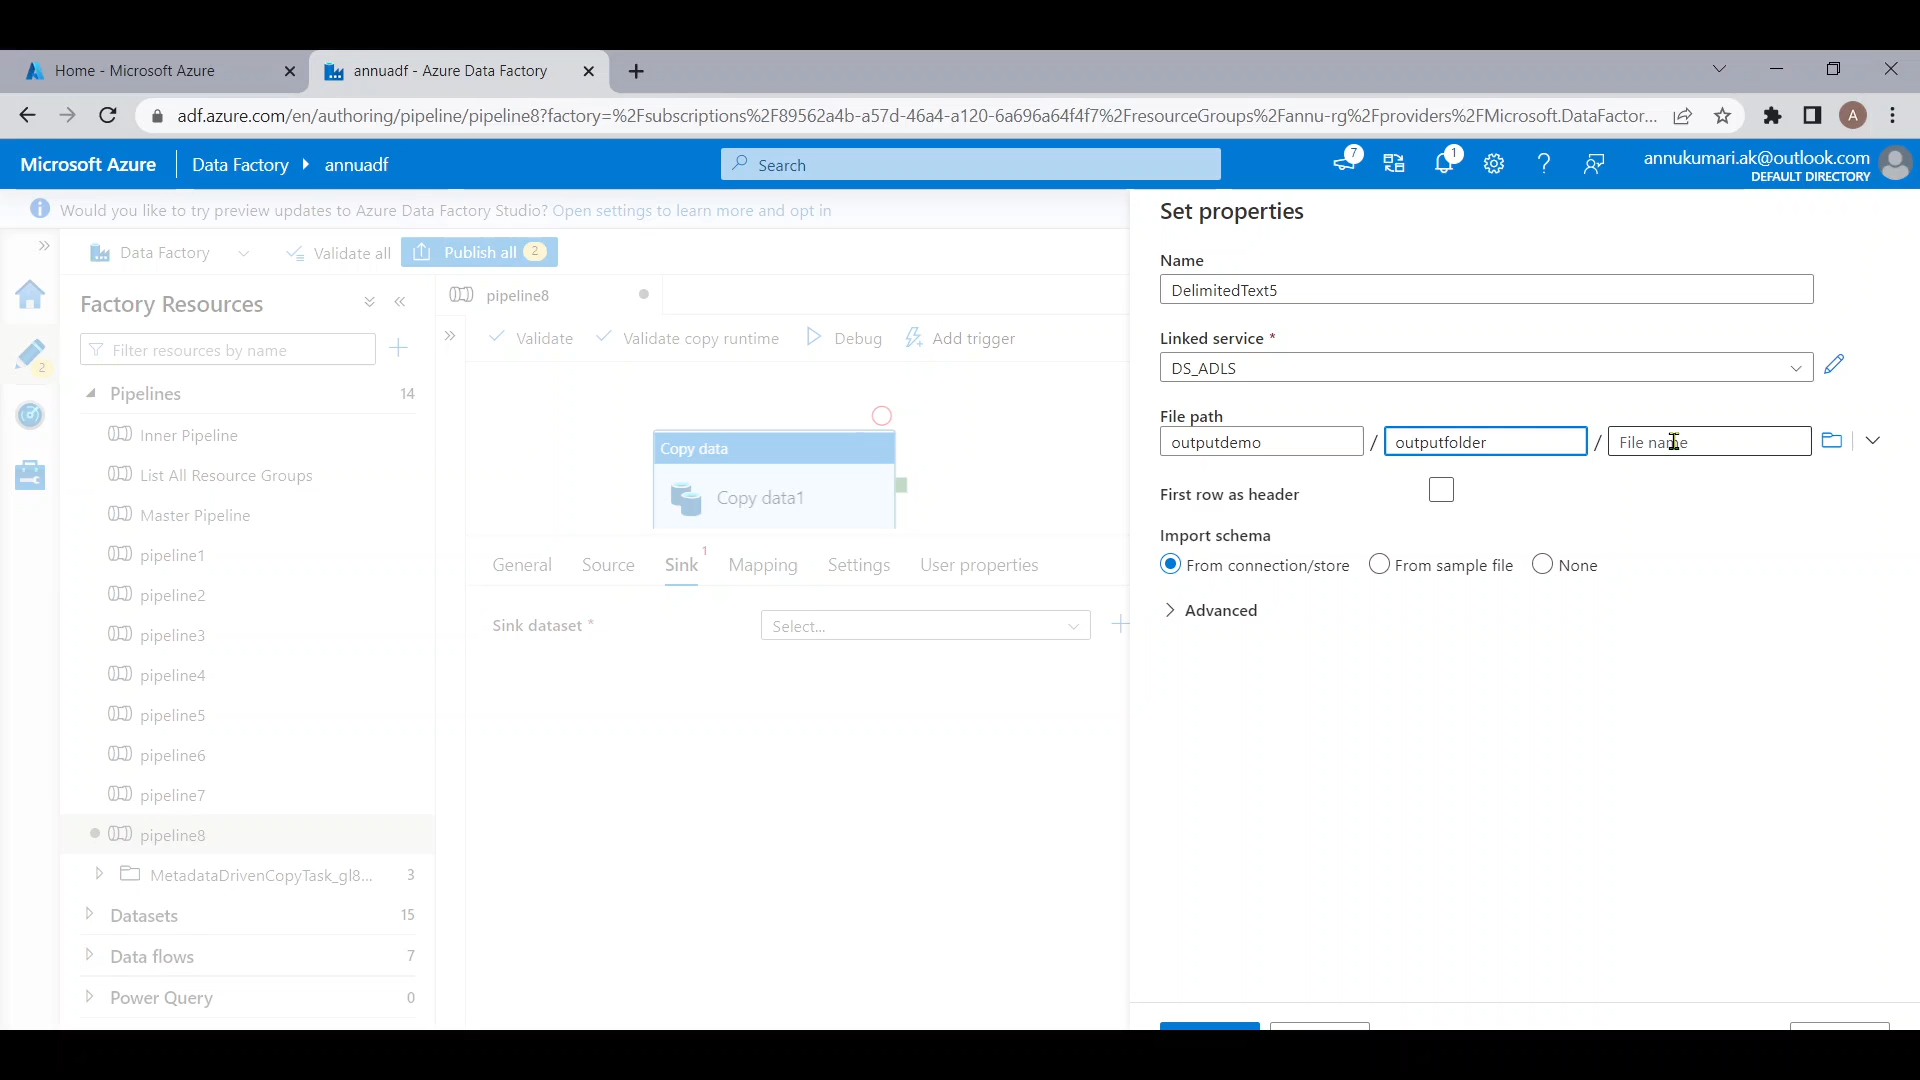 Home - Microsoft Azure
annuadf - Azure Data Factory
adf.azure.com/en/authoring/pipeline/pipeline8?factory=%2Fsubscriptions%2F89562a4b-a57d-46a4-a120-6a696a64f4f7%2FresourceGroups%2Fannu-rg%2Fproviders%2FMicrosoft.DataFactor...
A
Microsoft Azure
Data Factory
annuadf
Search
7
1
annukumari.ak@outlook.com
DEFAULT DIRECTORY
Would you like to try preview updates to Azure Data Factory Studio? Open settings to learn more and opt in
Data Factory
Validate all
Publish all 2
Factory Resources
Filter resources by name
2
Pipelines 14
Inner Pipeline
List All Resource Groups
Master Pipeline
pipeline1
pipeline2
pipeline3
pipeline4
pipeline5
pipeline6
pipeline7
pipeline8
MetadataDrivenCopyTask_gl8... 3
Datasets 15
Data flows 7
Power Query 0
pipeline8
Validate
Validate copy runtime
Debug
Add trigger
Copy data
Copy data1
General
Source
Sink 1
Mapping
Settings
User properties
Sink dataset *
Select...
Set properties
Name
DelimitedText5
Linked service *
DS_ADLS
File path
outputdemo / outputfolder / File name
First row as header
Import schema
From connection/store
From sample file
None
Advanced